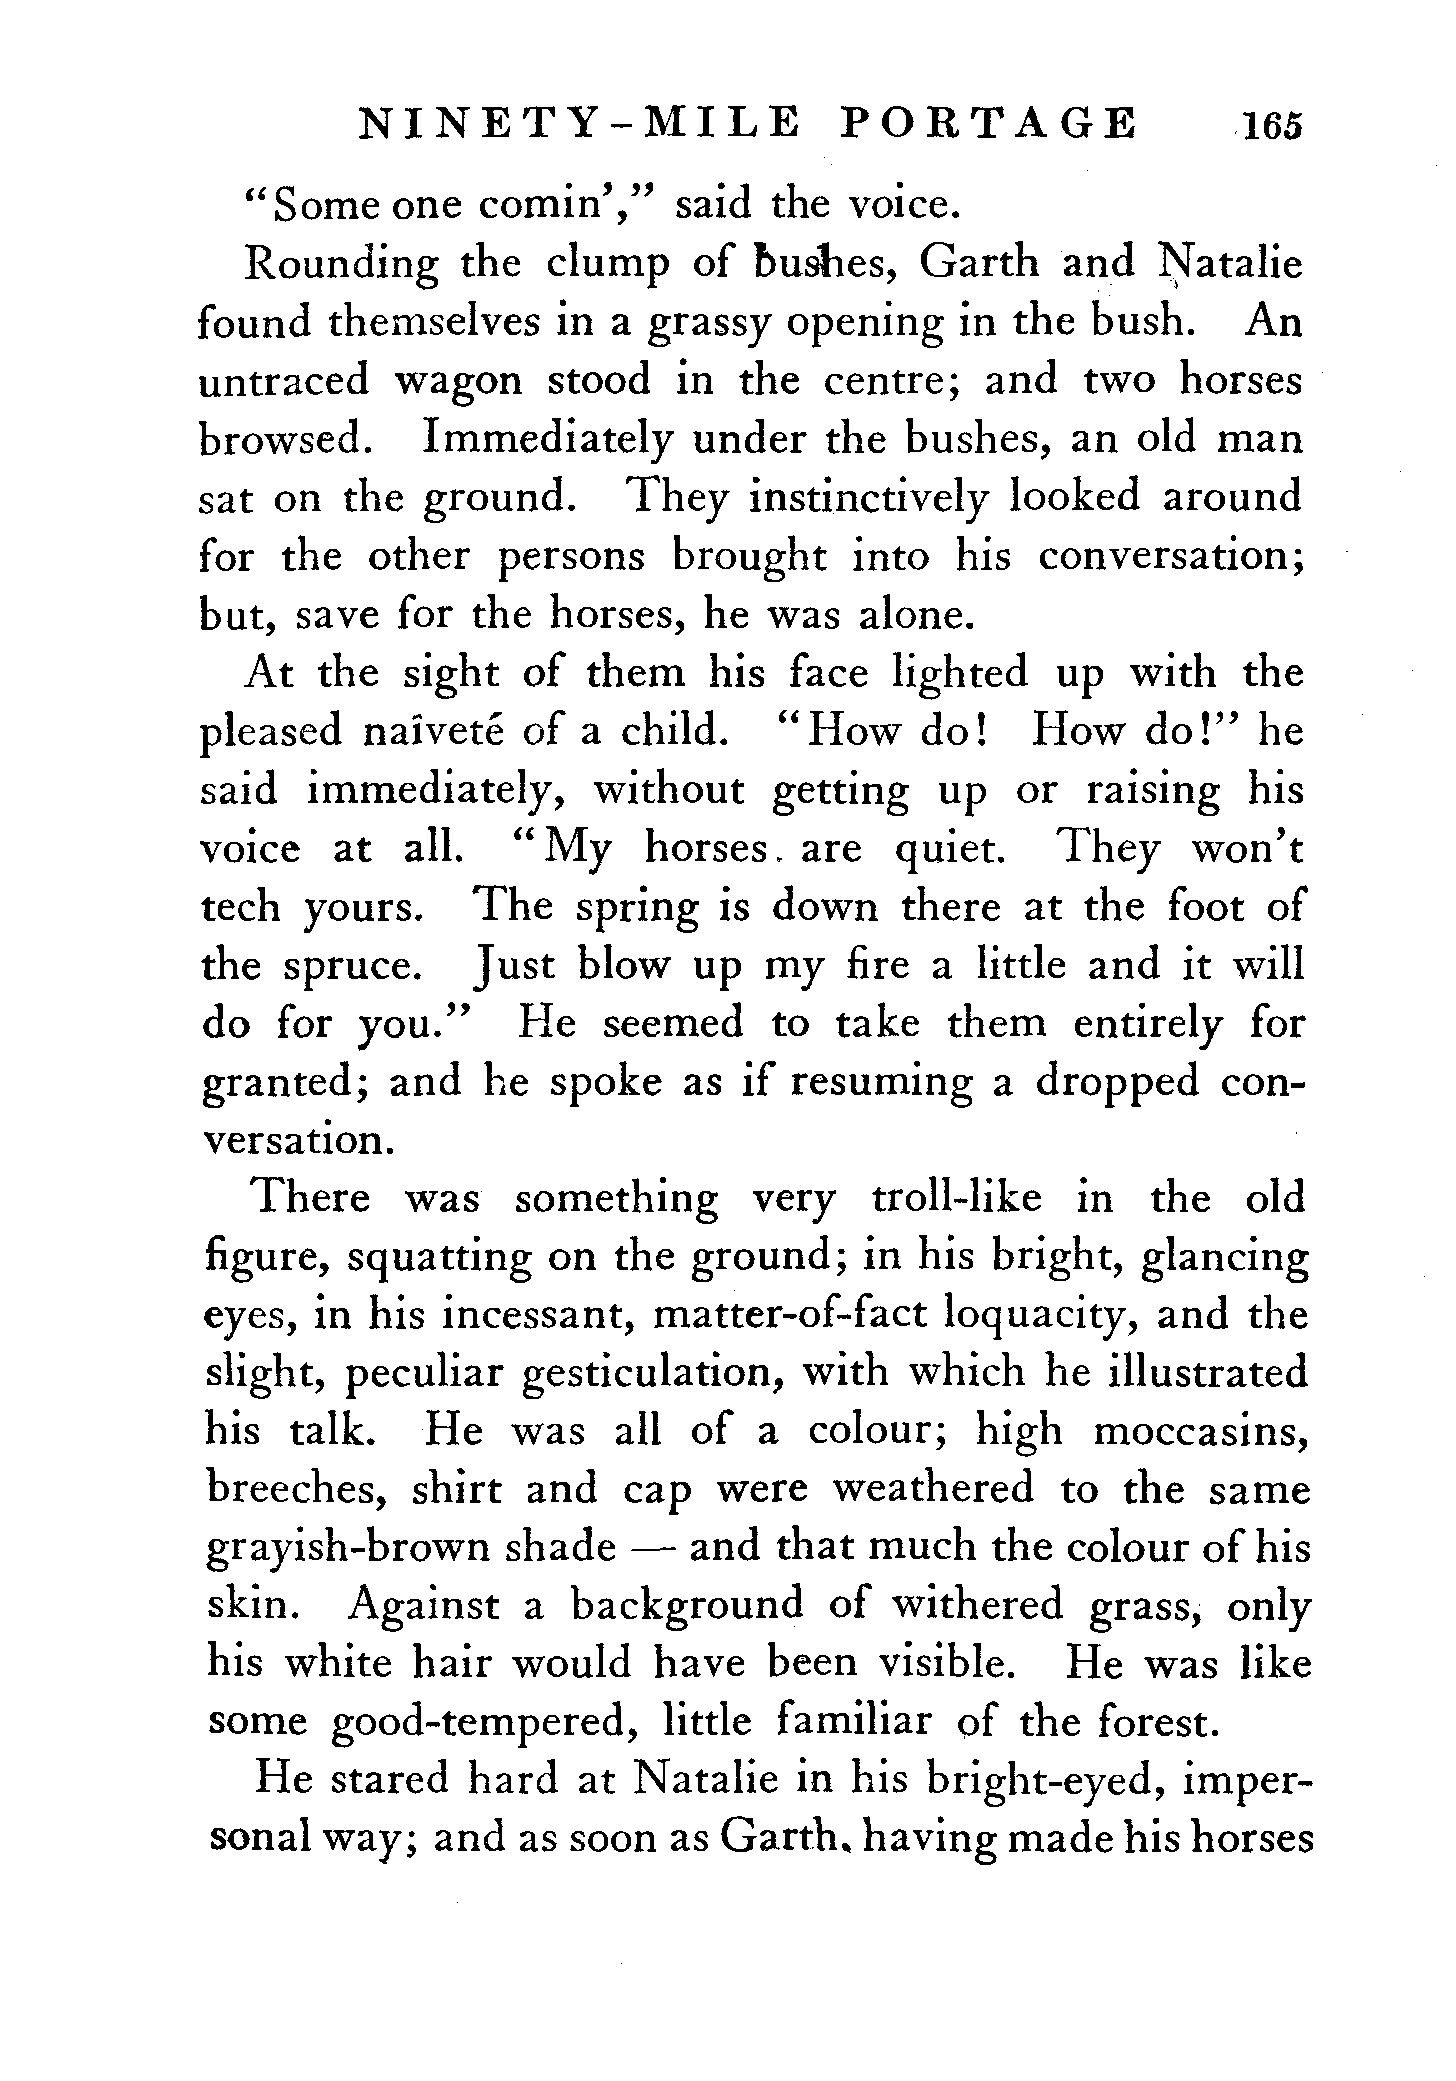 NINETY-MILE PORTAGE 165
"Some one comin'," said the voice.
Rounding the clump of bushes, Garth and Natalie
found themselves in a grassy opening in the bush. An
untraced wagon stood in the centre; and two horses
browsed. Immediately under the bushes, an old man
sat on the ground. They instinctively looked around
for the other persons brought into his conversation;
but, save for the horses, he was alone.
At the sight of them his face lighted up with the
pleased naïveté of a child. "How do! How do!" he
said immediately, without getting up or raising his
voice at all. "My horses are quiet. They won't
tech yours. The spring is down there at the foot of
the spruce. Just blow up my fire a little and it will
do for you." He seemed to take them entirely for
granted; and he spoke as if resuming a dropped con-
versation.
There was something very troll-like in the old
figure, squatting on the ground; in his bright, glancing
eyes, in his incessant, matter-of-fact loquacity, and the
slight, peculiar gesticulation, with which he illustrated
his talk. He was all of a colour; high moccasins,
breeches, shirt and cap were weathered to the same
grayish-brown shade — and that much the colour of his
skin. Against a background of withered grass, only
his white hair would have been visible. He was like
some good-tempered, little familiar of the forest.
He stared hard at Natalie in his bright-eyed, imper-
sonal way; and as soon as Garth, having made his horses